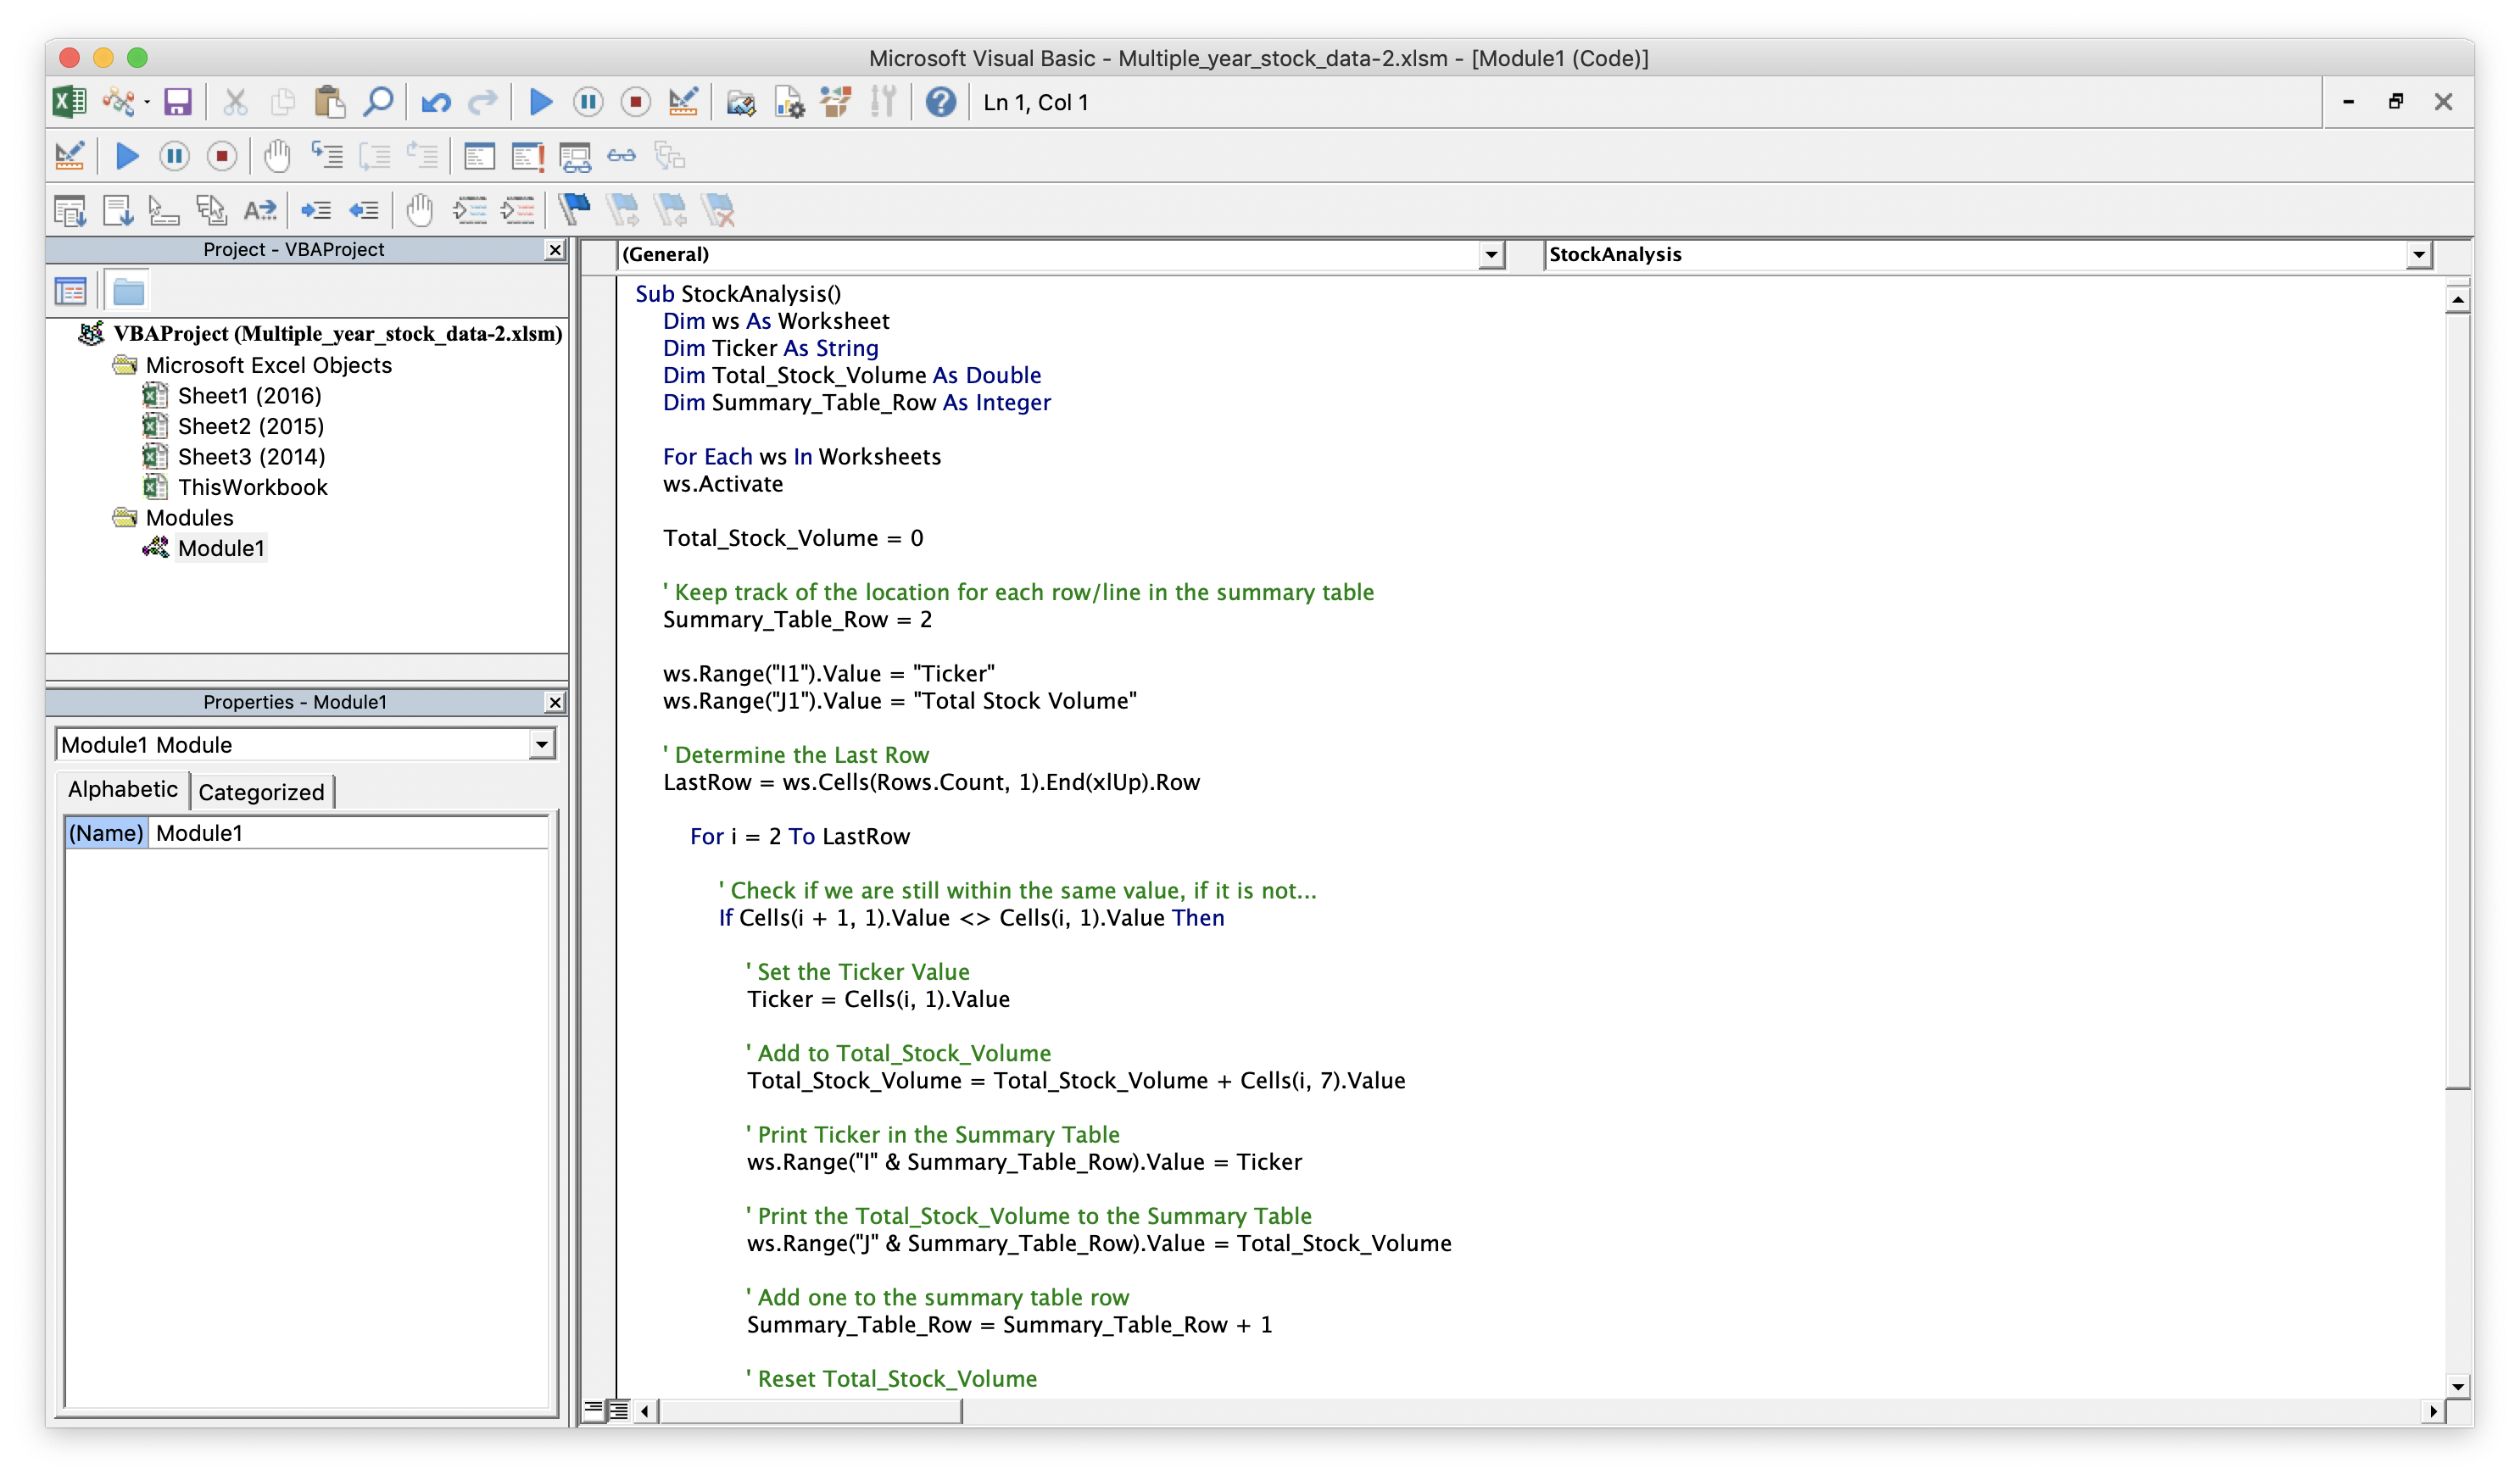 Microsoft Visual Basic - Multiple_year_stock_data-2.xlsm - [Module1 (Code)]
Ln 1, Col 1
Project - VBAProject
VBAProject (Multiple_year_stock_data-2.xlsm)
Microsoft Excel Objects
Sheet1 (2016)
Sheet2 (2015)
Sheet3 (2014)
ThisWorkbook
Modules
Module1
Properties - Module1
Module1 Module
Alphabetic
Categorized
(Name) Module1
(General)
StockAnalysis
Sub StockAnalysis()
Dim ws As Worksheet
Dim Ticker As String
Dim Total_Stock_Volume As Double
Dim Summary_Table_Row As Integer
For Each ws In Worksheets
ws.Activate
Total_Stock_Volume = 0
' Keep track of the location for each row/line in the summary table
Summary_Table_Row = 2
ws.Range("I1").Value = "Ticker"
ws.Range("J1").Value = "Total Stock Volume"
' Determine the Last Row
LastRow = ws.Cells(Rows.Count, 1).End(xlUp).Row
For i = 2 To LastRow
' Check if we are still within the same value, if it is not...
If Cells(i + 1, 1).Value <> Cells(i, 1).Value Then
' Set the Ticker Value
Ticker = Cells(i, 1).Value
' Add to Total_Stock_Volume
Total_Stock_Volume = Total_Stock_Volume + Cells(i, 7).Value
' Print Ticker in the Summary Table
ws.Range("I" & Summary_Table_Row).Value = Ticker
' Print the Total_Stock_Volume to the Summary Table
ws.Range("J" & Summary_Table_Row).Value = Total_Stock_Volume
' Add one to the summary table row
Summary_Table_Row = Summary_Table_Row + 1
' Reset Total_Stock_Volume